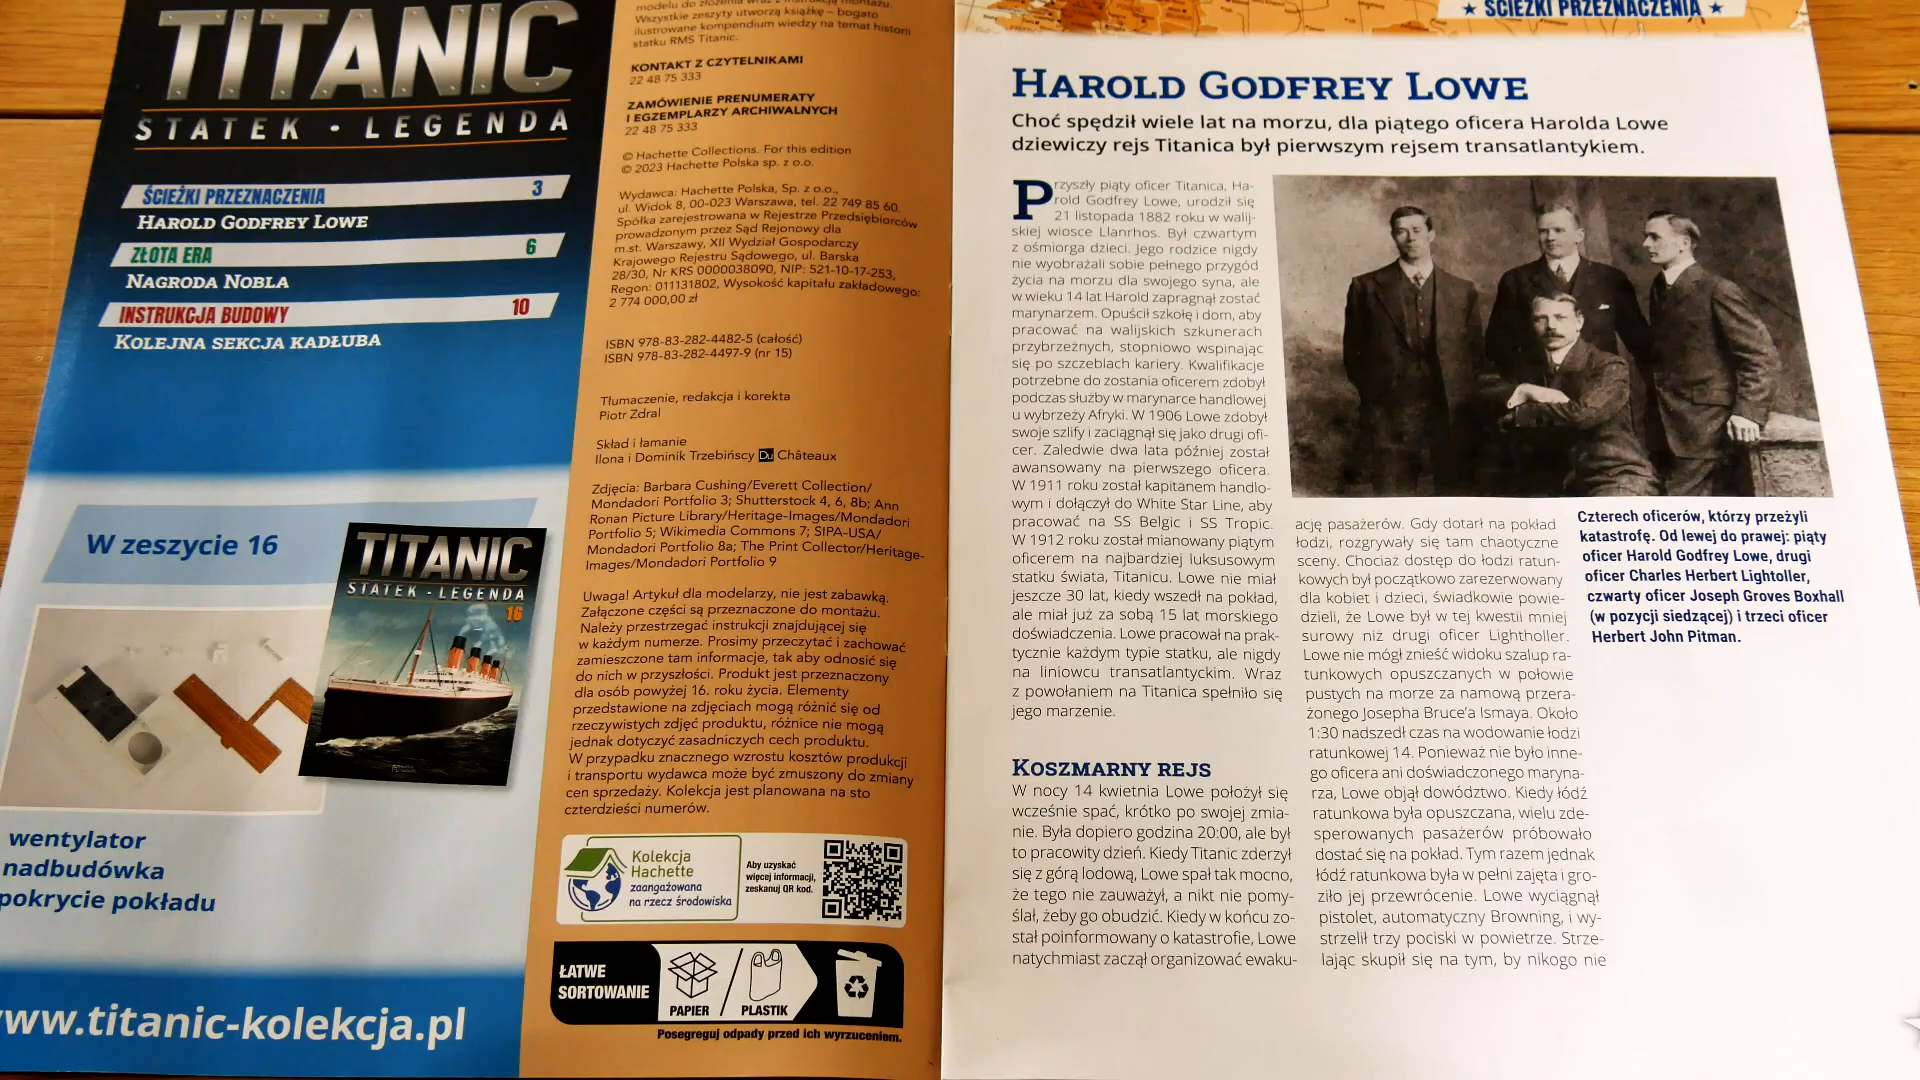 TITANIC
STATEK • LEGENDA
ŚCIEŻKI PRZEZNACZENIA 3
HAROLD GODFREY LOWE
ZŁOTA ERA 6
NAGRODA NOBLA
INSTRUKCJA BUDOWY 10
KOLEJNA SEKCJA KADŁUBA
W zeszycie 16
TITANIC
STATEK - LEGENDA
16
wentylator
nadbudówka
pokrycie pokładu
www.titanic-kolekcja.pl
modelu do złożenia wraz z instrukcją montażu.
Wszystkie zeszyty utworzą książkę – bogato
ilustrowane kompendium wiedzy na temat historii
statku RMS Titanic.
KONTAKT Z CZYTELNIKAMI
22 48 75 333
ZAMÓWIENIE PRENUMERATY
I EGZEMPLARZY ARCHIWALNYCH
22 48 75 333
© Hachette Collections. For this edition
© 2023 Hachette Polska sp. z o.o.
Wydawca: Hachette Polska, Sp. z o.o.,
ul. Widok 8, 00-023 Warszawa, tel. 22 749 85 60.
Spółka zarejestrowana w Rejestrze Przedsiębiorców
prowadzonym przez Sąd Rejonowy dla
m.st. Warszawy, XII Wydział Gospodarczy
Krajowego Rejestru Sądowego, ul. Barska
28/30, Nr KRS 0000038090, NIP: 521-10-17-253,
Regon: 011131802, Wysokość kapitału zakładowego:
2 774 000,00 zł
ISBN 978-83-282-4482-5 (całość)
ISBN 978-83-282-4497-9 (nr 15)
Tłumaczenie, redakcja i korekta
Piotr Zdral
Skład i łamanie
Ilona i Dominik Trzebińscy Du Châteaux
Zdjęcia: Barbara Cushing/Everett Collection/
Mondadori Portfolio 3; Shutterstock 4, 6, 8b; Ann
Ronan Picture Library/Heritage-Images/Mondadori
Portfolio 5; Wikimedia Commons 7; SIPA-USA/
Mondadori Portfolio 8a; The Print Collector/Heritage-
Images/Mondadori Portfolio 9
Uwaga! Artykuł dla modelarzy, nie jest zabawką.
Załączone części są przeznaczone do montażu.
Należy przestrzegać instrukcji znajdującej się
w każdym numerze. Prosimy przeczytać i zachować
zamieszczone tam informacje, tak aby odnosić się
do nich w przyszłości. Produkt jest przeznaczony
dla osób powyżej 16. roku życia. Elementy
przedstawione na zdjęciach mogą różnić się od
rzeczywistych zdjęć produktu, różnice nie mogą
jednak dotyczyć zasadniczych cech produktu.
W przypadku znacznego wzrostu kosztów produkcji
i transportu wydawca może być zmuszony do zmiany
cen sprzedaży. Kolekcja jest planowana na sto
czterdzieści numerów.
Kolekcja
Hachette
zaangażowana
na rzecz środowiska
Aby uzyskać
więcej informacji,
zeskanuj QR kod.
ŁATWE
SORTOWANIE
PAPIER
PLASTIK
Posegreguj odpady przed ich wyrzuceniem.
★ ŚCIEŻKI PRZEZNACZENIA ★
HAROLD GODFREY LOWE
Choć spędził wiele lat na morzu, dla piątego oficera Harolda Lowe
dziewiczy rejs Titanica był pierwszym rejsem transatlantykiem.
Przyszły piąty oficer Titanica, Ha-
rold Godfrey Lowe, urodził się
21 listopada 1882 roku w walij-
skiej wiosce Llanrhos. Był czwartym
z ośmiorga dzieci. Jego rodzice nigdy
nie wyobrażali sobie pełnego przygód
życia na morzu dla swojego syna, ale
w wieku 14 lat Harold zapragnął zostać
marynarzem. Opuścił szkołę i dom, aby
pracować na walijskich szkunerach
przybrzeżnych, stopniowo wspinając
się po szczeblach kariery. Kwalifikacje
potrzebne do zostania oficerem zdobył
podczas służby w marynarce handlowej
u wybrzeży Afryki. W 1906 Lowe zdobył
swoje szlify i zaciągnął się jako drugi ofi-
cer. Zaledwie dwa lata później został
awansowany na pierwszego oficera.
W 1911 roku został kapitanem handlo-
wym i dołączył do White Star Line, aby
pracować na SS Belgic i SS Tropic.
W 1912 roku został mianowany piątym
oficerem na najbardziej luksusowym
statku świata, Titanicu. Lowe nie miał
jeszcze 30 lat, kiedy wszedł na pokład,
ale miał już za sobą 15 lat morskiego
doświadczenia. Lowe pracował na prak-
tycznie każdym typie statku, ale nigdy
na liniowcu transatlantyckim. Wraz
z powołaniem na Titanica spełniło się
jego marzenie.
KOSZMARNY REJS
W nocy 14 kwietnia Lowe położył się
wcześnie spać, krótko po swojej zmia-
nie. Była dopiero godzina 20:00, ale był
to pracowity dzień. Kiedy Titanic zderzył
się z górą lodową, Lowe spał tak mocno,
że tego nie zauważył, a nikt nie pomy-
ślał, żeby go obudzić. Kiedy w końcu zo-
stał poinformowany o katastrofie, Lowe
natychmiast zaczął organizować ewaku-
ację pasażerów. Gdy dotarł na pokład
łodzi, rozgrywały się tam chaotyczne
sceny. Chociaż dostęp do łodzi ratun-
kowych był początkowo zarezerwowany
dla kobiet i dzieci, świadkowie powie-
dzieli, że Lowe był w tej kwestii mniej
surowy niż drugi oficer Lightholler.
Lowe nie mógł znieść widoku szalup ra-
tunkowych opuszczanych w połowie
pustych na morze za namową przera-
żonego Josepha Bruce'a Ismaya. Około
1:30 nadszedł czas na wodowanie łodzi
ratunkowej 14. Ponieważ nie było inne-
go oficera ani doświadczonego maryna-
rza, Lowe objął dowództwo. Kiedy łódź
ratunkowa była opuszczana, wielu zde-
sperowanych pasażerów próbowało
dostać się na pokład. Tym razem jednak
łódź ratunkowa była w pełni zajęta i gro-
ziło jej przewrócenie. Lowe wyciągnął
pistolet, automatyczny Browning, i wy-
strzelił trzy pociski w powietrze. Strze-
lając skupił się na tym, by nikogo nie
Czterech oficerów, którzy przeżyli
katastrofę. Od lewej do prawej: piąty
oficer Harold Godfrey Lowe, drugi
oficer Charles Herbert Lightoller,
czwarty oficer Joseph Groves Boxhall
(w pozycji siedzącej) i trzeci oficer
Herbert John Pitman.